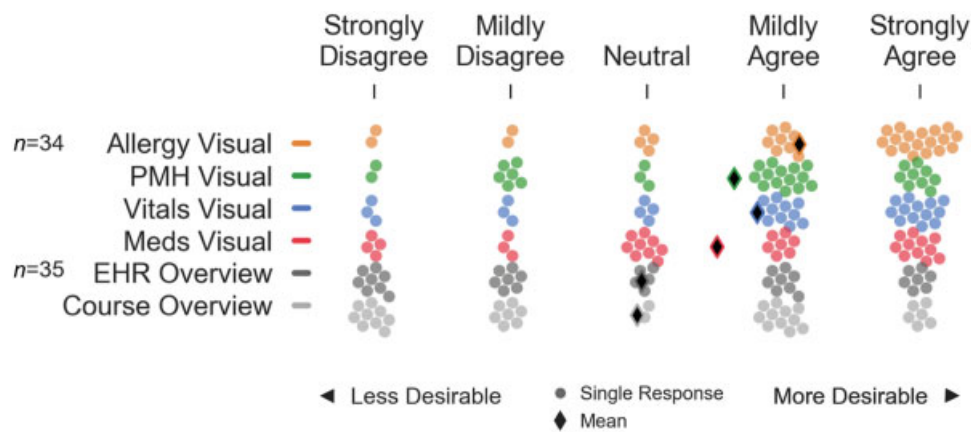 Strongly Disagree
Mildly Disagree
Neutral
Mildly Agree
Strongly Agree
n=34
Allergy Visual
PMH Visual
Vitals Visual
Meds Visual
n=35
EHR Overview
Course Overview
◄ Less Desirable
Single Response
Mean
More Desirable ►